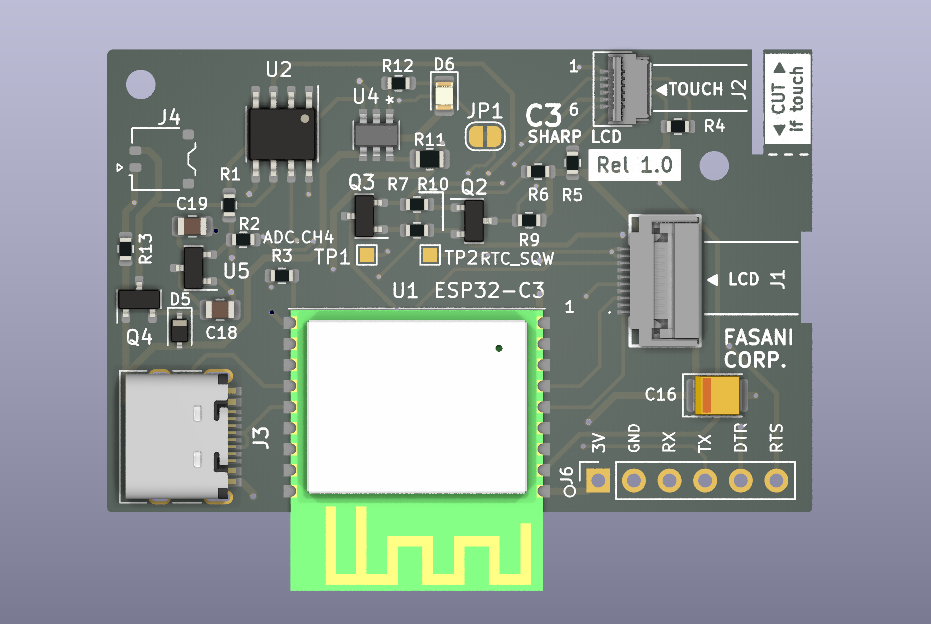 U2
R12
D6
1
TOUCH
J2
CUT
if touch
U4 *
C3
6
SHARP LCD
R4
J4
JP1
R11
Rel 1.0
R1
Q3
R7
R10
Q2
R6
R5
C19
R2
ADC.CH4
R9
R13
U5
R3
TP1
TP2
RTC_SQW
LCD
J1
D5
U1 ESP32-C3
1
Q4
C18
FASANI
CORP.
C16
J3
J6
3V
GND
RX
TX
DTR
RTS